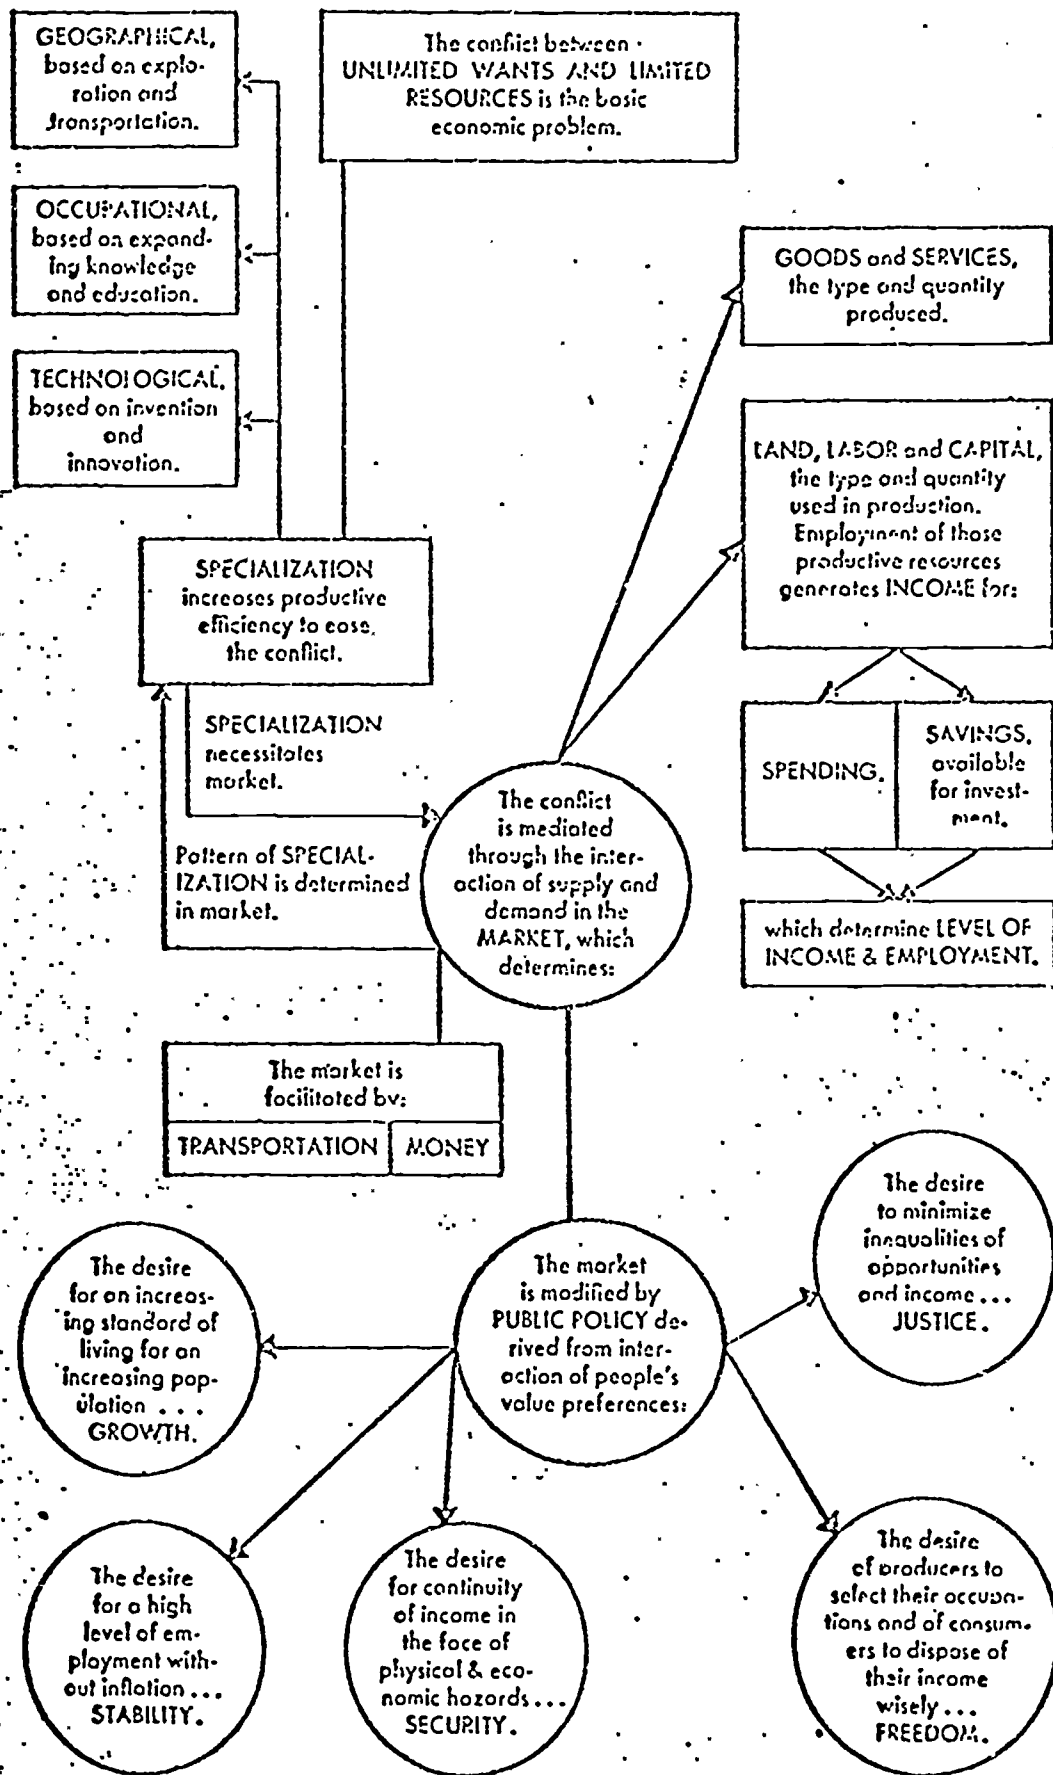 GEOGRAPHICAL,
based on explo-
ration and
transportation.
The conflict between
UNLIMITED WANTS AND LIMITED
RESOURCES is the basic
economic problem.
OCCUPATIONAL,
based on expand-
ing knowledge
and education.
TECHNOLOGICAL,
based on invention
and
innovation.
GOODS and SERVICES,
the type and quantity
produced.
LAND, LABOR and CAPITAL,
the type and quantity
used in production.
Employment of those
productive resources
generates INCOME for:
SPECIALIZATION
increases productive
efficiency to ease
the conflict.
SPECIALIZATION
necessitates
market.
SPENDING.
SAVINGS,
available
for invest-
ment.
Pattern of SPECIAL-
IZATION is determined
in market.
The conflict
is mediated
through the inter-
action of supply and
demand in the
MARKET, which
determines:
which determine LEVEL OF
INCOME & EMPLOYMENT.
The market is
facilitated by:
TRANSPORTATION
MONEY
The desire
to minimize
inequalities of
opportunities
and income ...
JUSTICE.
The desire
for an increas-
ing standard of
living for an
increasing pop-
ulation ...
GROWTH.
The market
is modified by
PUBLIC POLICY de-
rived from inter-
action of people's
value preferences:
The desire
for a high
level of em-
ployment with-
out inflation ...
STABILITY.
The desire
for continuity
of income in
the face of
physical & eco-
nomic hazards ...
SECURITY.
The desire
of producers to
select their occupa-
tions and of consum-
ers to dispose of
their income
wisely ...
FREEDOM.